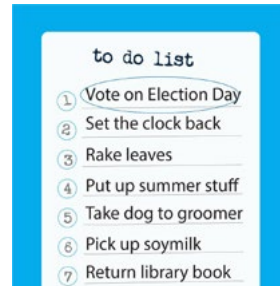 to do list
1 Vote on Election Day
2 Set the clock back
3 Rake leaves
4 Put up summer stuff
5 Take dog to groomer
6 Pick up soymilk
7 Return library book